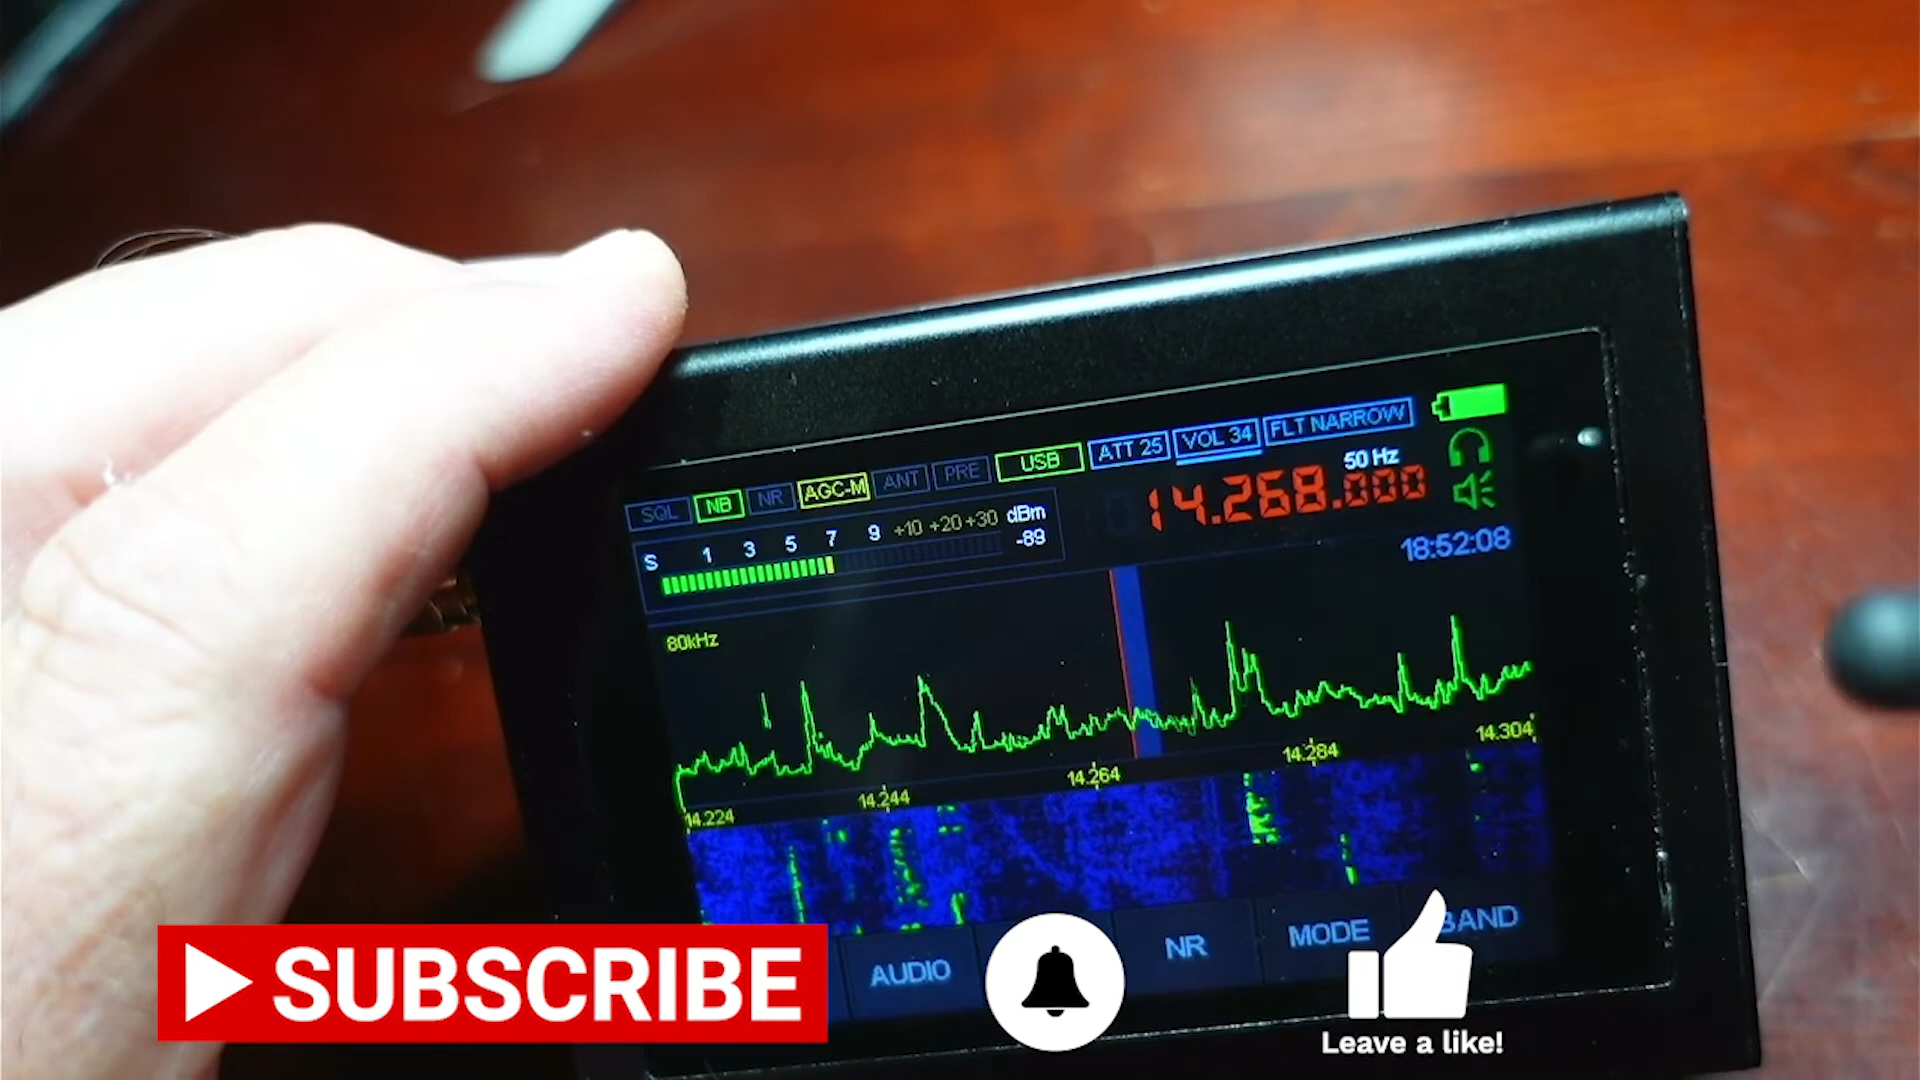 SQL NB NR AGC-M ANT PRE USB ATT 25 VOL 34 FLT NARROW
50 Hz
14.268.000
S 1 3 5 7 9 +10 +20 +30 dBm
-89
18:52:08
80kHz
14.224 14.244 14.264 14.284 14.304
AUDIO NR MODE BAND
SUBSCRIBE
Leave a like!